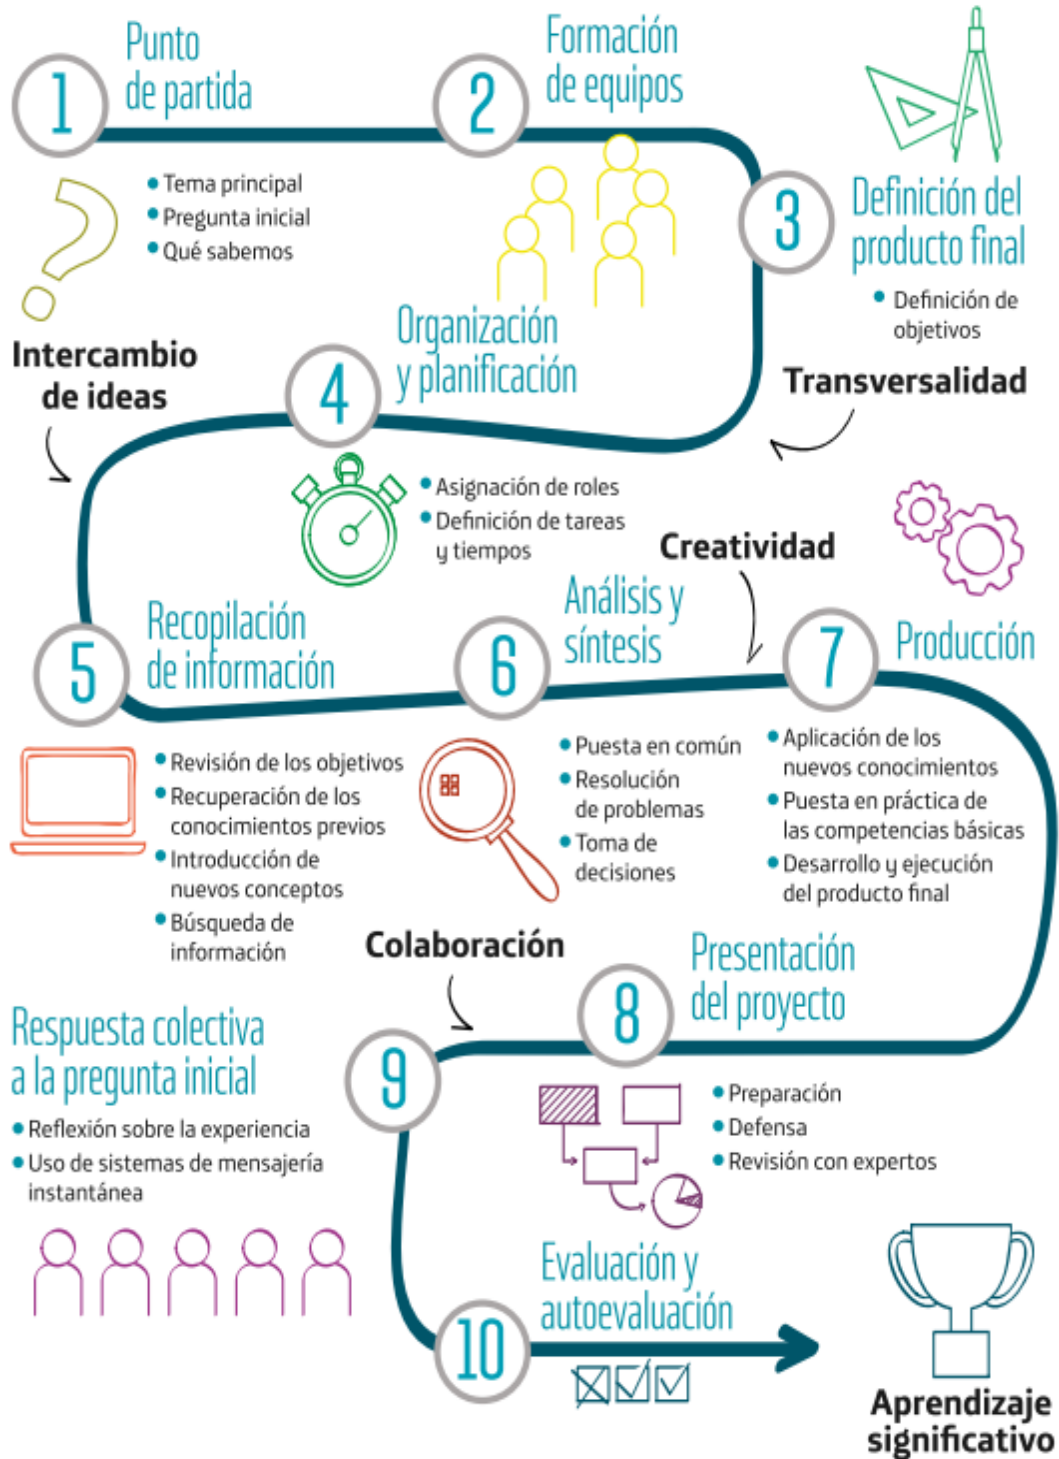 1
Punto
de partida
• Tema principal
• Pregunta inicial
• Qué sabemos
2
Formación
de equipos
3
Definición del
producto final
• Definición de
objetivos
Transversalidad
4
Organización
y planificación
• Asignación de roles
• Definición de tareas
y tiempos
Intercambio
de ideas
5
Recopilación
de información
• Revisión de los objetivos
• Recuperación de los
conocimientos previos
• Introducción de
nuevos conceptos
• Búsqueda de
información
6
Análisis y
síntesis
• Puesta en común
• Resolución
de problemas
• Toma de
decisiones
Creatividad
7
Producción
• Aplicación de los
nuevos conocimientos
• Puesta en práctica de
las competencias básicas
• Desarrollo y ejecución
del producto final
8
Presentación
del proyecto
• Preparación
• Defensa
• Revisión con expertos
Colaboración
9
Respuesta colectiva
a la pregunta inicial
• Reflexión sobre la experiencia
• Uso de sistemas de mensajería
instantánea
10
Evaluación y
autoevaluación
Aprendizaje
significativo